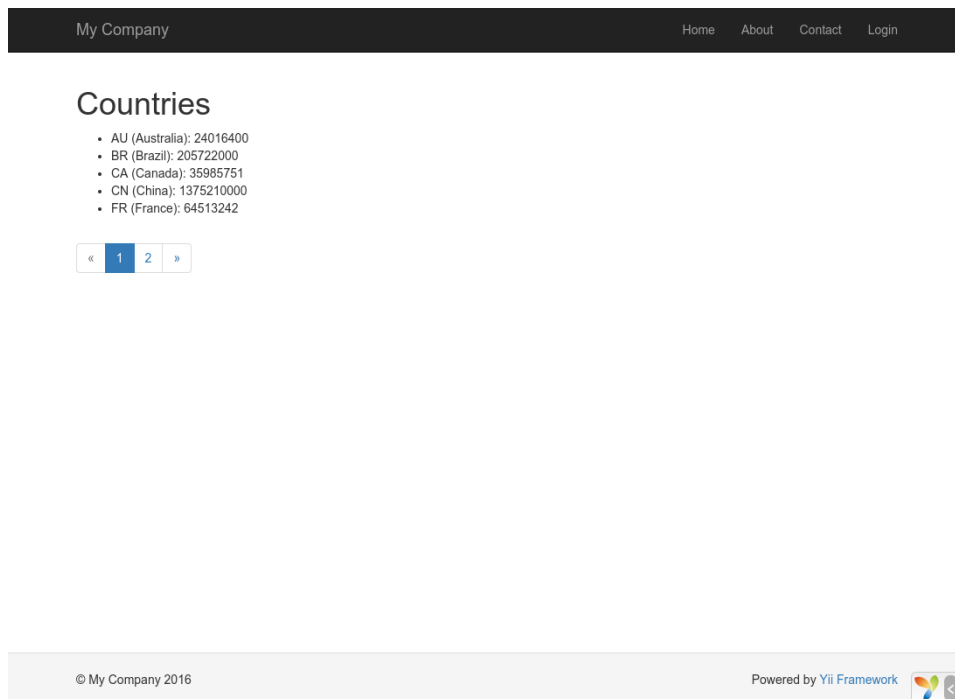 My Company Home About Contact Login
Countries
• AU (Australia): 24016400
• BR (Brazil): 205722000
• CA (Canada): 35985751
• CN (China): 1375210000
• FR (France): 64513242
« 1 2 »
© My Company 2016 Powered by Yii Framework